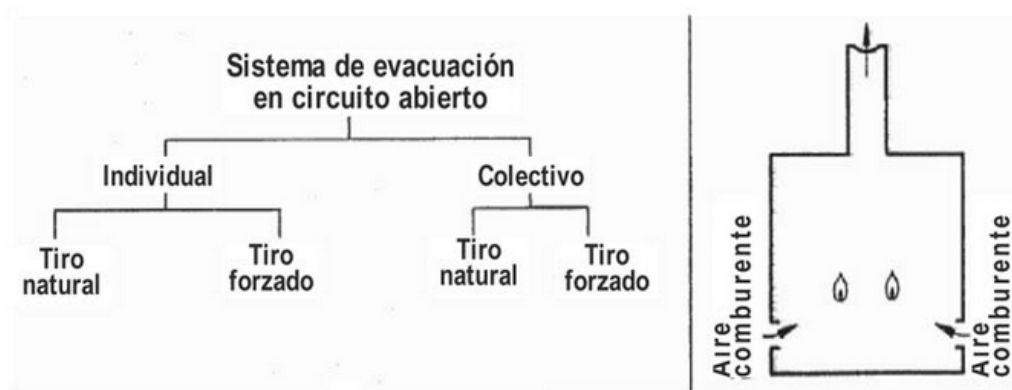 Sistema de evacuación
en circuito abierto
Individual
Colectivo
Tiro
natural
Tiro
forzado
Tiro
natural
Tiro
forzado
Aire
comburente
Aire
comburente